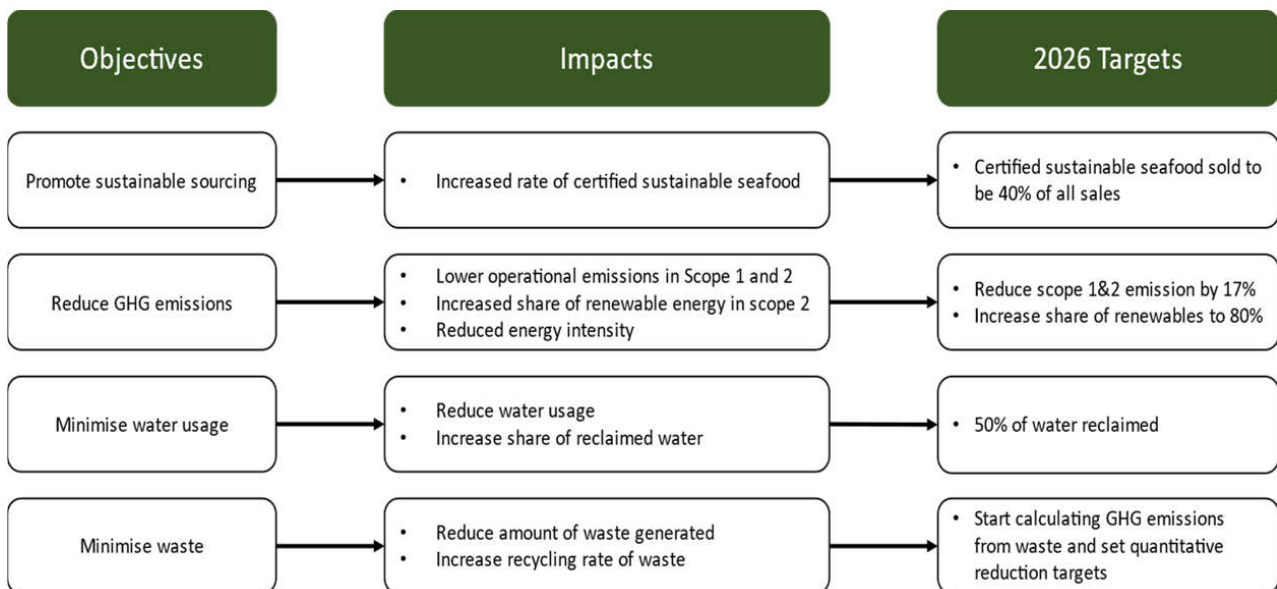 Objectives
Impacts
2026 Targets
Promote sustainable sourcing
• Increased rate of certified sustainable seafood
• Certified sustainable seafood sold to
be 40% of all sales
Reduce GHG emissions
• Lower operational emissions in Scope 1 and 2
• Increased share of renewable energy in scope 2
• Reduced energy intensity
• Reduce scope 1&2 emission by 17%
• Increase share of renewables to 80%
Minimise water usage
• Reduce water usage
• Increase share of reclaimed water
• 50% of water reclaimed
Minimise waste
• Reduce amount of waste generated
• Increase recycling rate of waste
• Start calculating GHG emissions
from waste and set quantitative
reduction targets